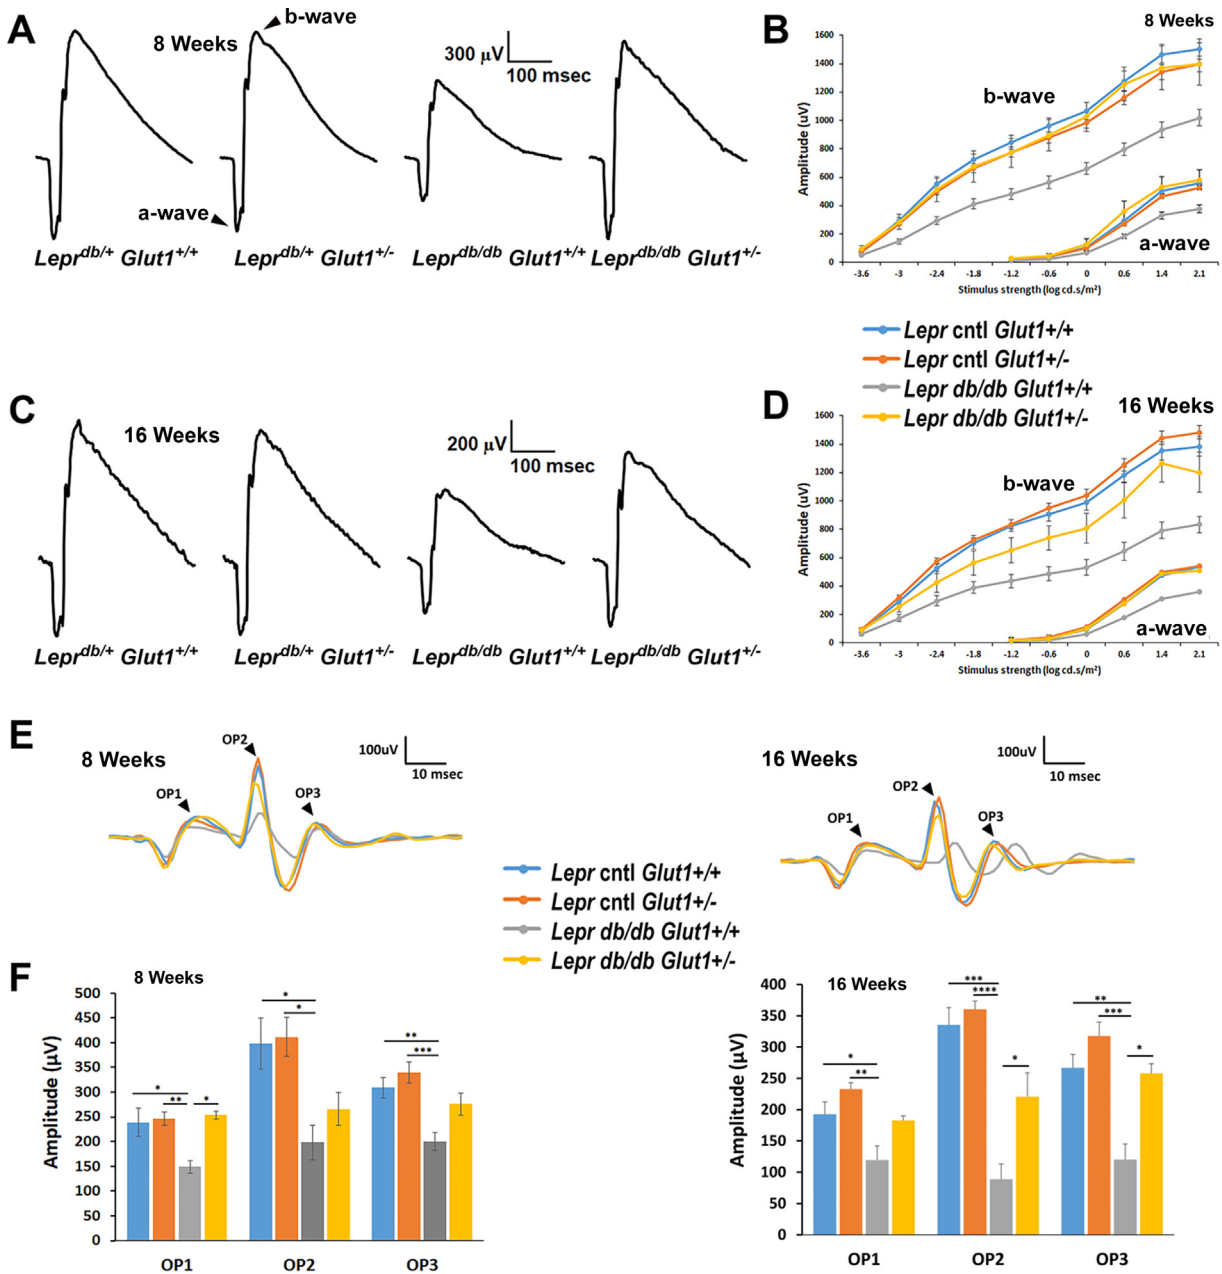 A
8 Weeks
b-wave
300 µV
100 msec
a-wave
Lepr^db/+ Glut1^+/+
Lepr^db/+ Glut1^+/-
Lepr^db/db Glut1^+/+
Lepr^db/db Glut1^+/-
B
8 Weeks
1600
1400
1200
1000
800
600
400
200
0
Amplitude (uV)
b-wave
a-wave
-3.6 -3 -2.4 -1.8 -1.2 -0.6 0 0.6 1.4 2.1
Stimulus strength (log cd.s/m²)
Lepr cntl Glut1+/+
Lepr cntl Glut1+/-
Lepr db/db Glut1+/+
Lepr db/db Glut1+/-
C
16 Weeks
200 µV
100 msec
Lepr^db/+ Glut1^+/+
Lepr^db/+ Glut1^+/-
Lepr^db/db Glut1^+/+
Lepr^db/db Glut1^+/-
D
16 Weeks
1600
1400
1200
1000
800
600
400
200
0
Amplitude (uV)
b-wave
a-wave
-3.6 -3 -2.4 -1.8 -1.2 -0.6 0 0.6 1.4 2.1
Stimulus strength (log cd.s/m²)
E
8 Weeks
OP1
OP2
OP3
100uV
10 msec
16 Weeks
OP1
OP2
OP3
100uV
10 msec
Lepr cntl Glut1+/+
Lepr cntl Glut1+/-
Lepr db/db Glut1+/+
Lepr db/db Glut1+/-
F
8 Weeks
500
450
400
350
300
250
200
150
100
50
0
Amplitude (µV)
*
**
*
*
*
**
***
OP1 OP2 OP3
16 Weeks
400
350
300
250
200
150
100
50
0
Amplitude (µV)
*
**
***
****
*
**
***
*
OP1 OP2 OP3